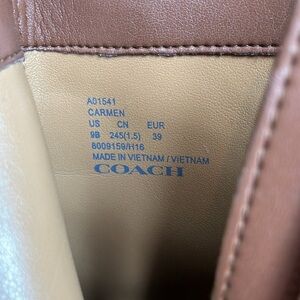 A01541
CARMEN
US CN EUR
9B 245(1.5) 39
8009159/H16
MADE IN VIETNAM / VIETNAM
COACH